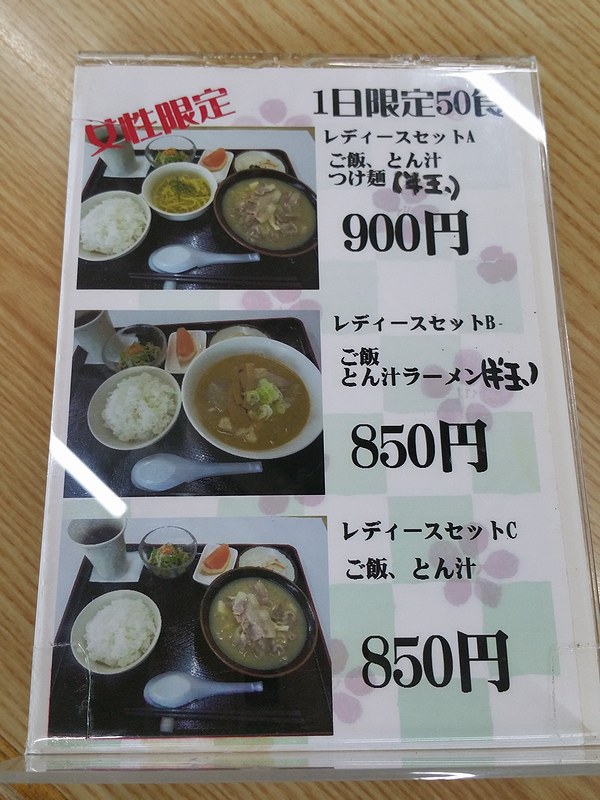 女性限定
1日限定50食
レディースセットA
ご飯、とん汁
つけ麺(半玉)
900円
レディースセットB
ご飯
とん汁ラーメン(半玉)
850円
レディースセットC
ご飯、とん汁
850円